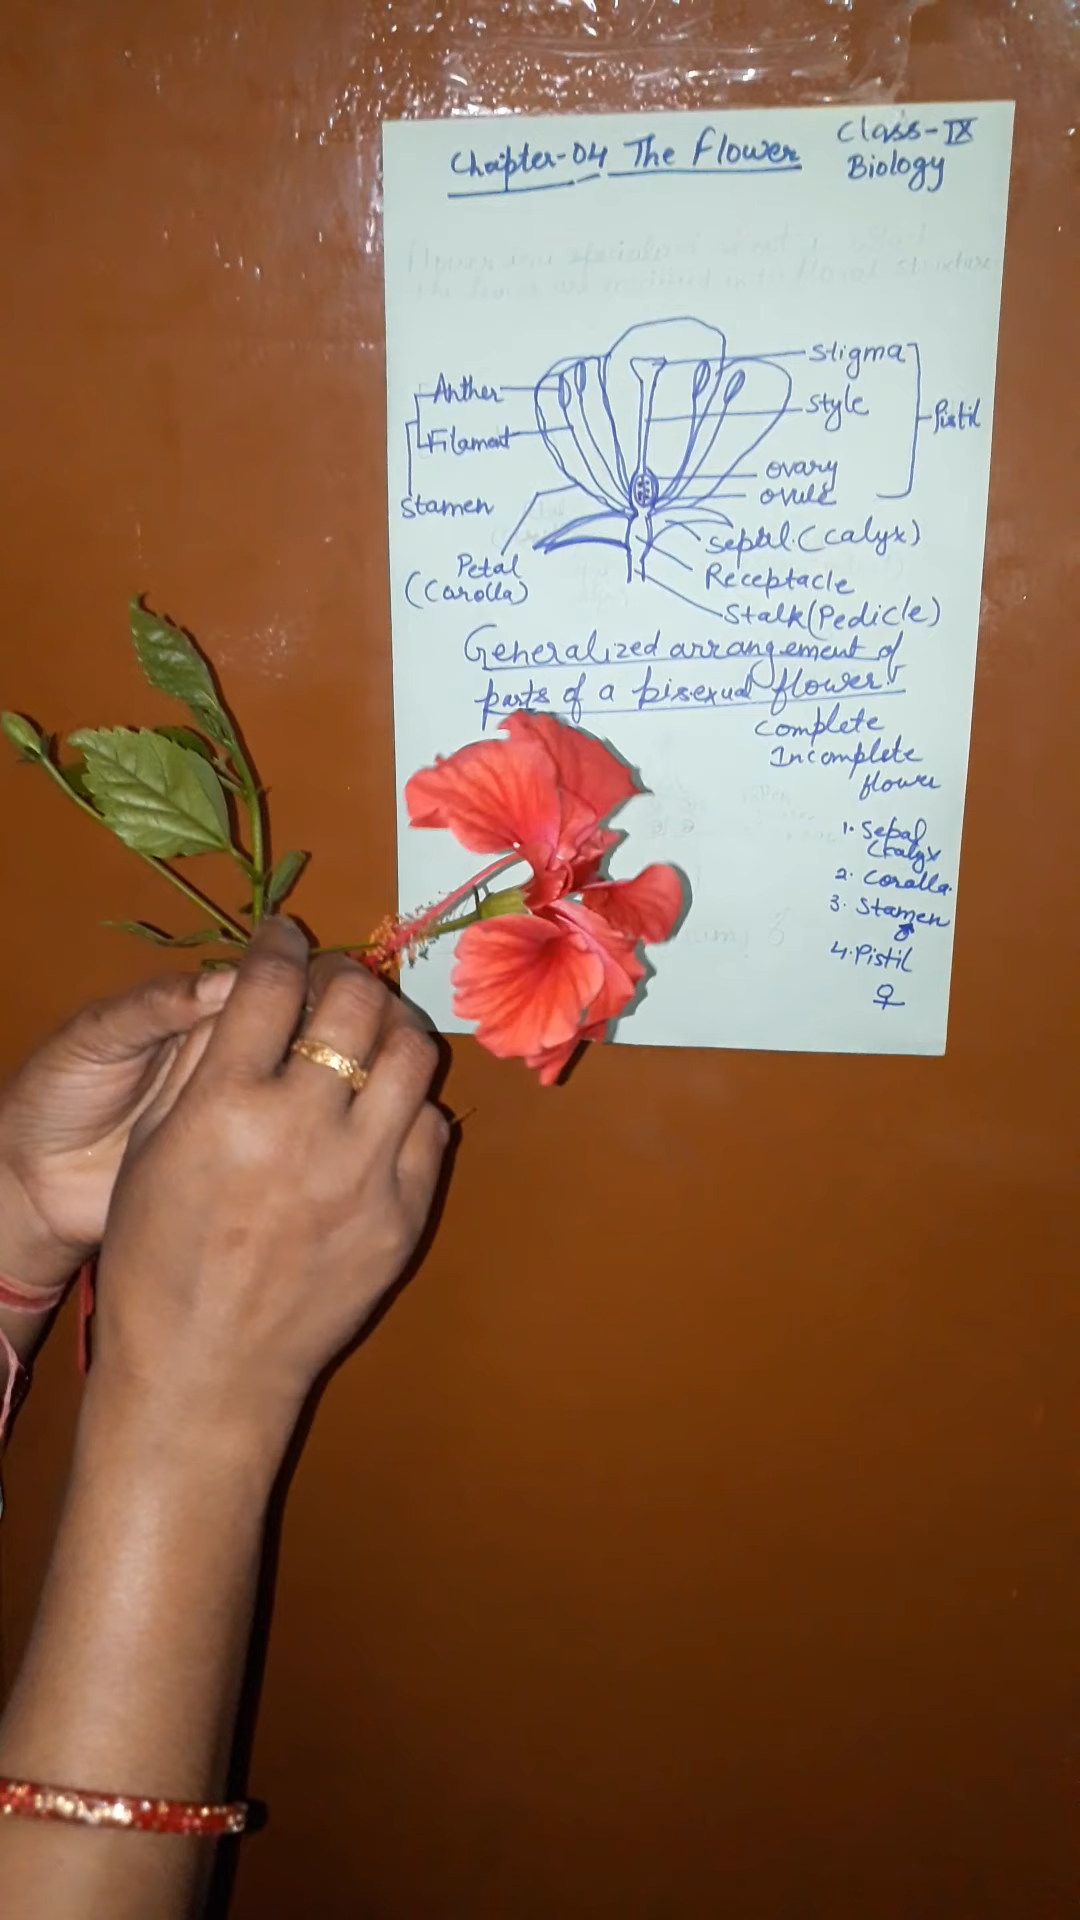 Chapter-04 The Flower
Class-IX
Biology
Anther
Filament
Stamen
Petal
(Carolla)
Stigma
Style
Pistil
ovary
ovule
Seplal. (Calyx)
Receptacle
Stalk (Pedicle)
Generalized arrangement of
parts of a bisexual flower.
Complete
Incomplete
flower
1. Sepal
Calyx
2. Coralla.
3. Stamen
4. Pistil
♀